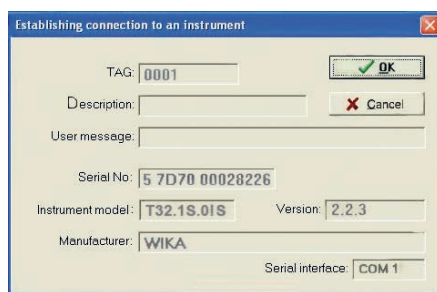 Establishing connection to an instrument
TAG: 0001
OK
Description:
Cancel
User message:
Serial No: 5 7D70 00028226
Instrument model: T32.1S.0IS
Version: 2.2.3
Manufacturer: WIKA
Serial interface: COM 1